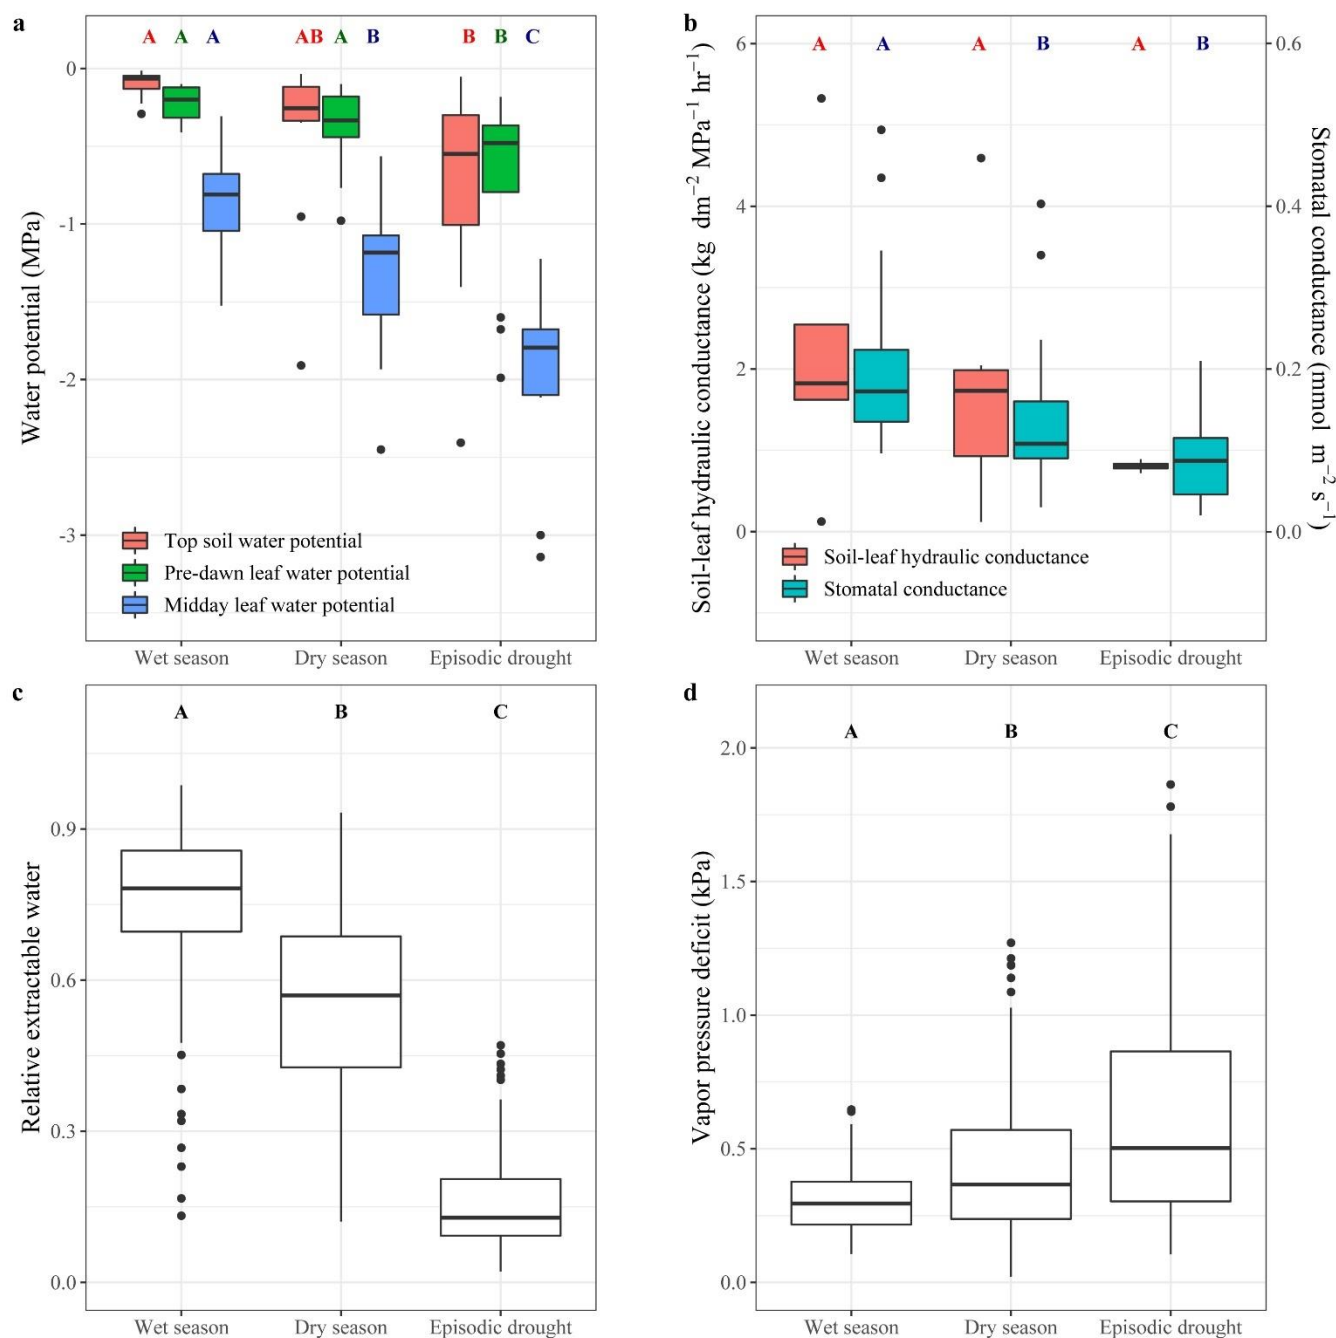 a
A A A AB A B B B C
Water potential (MPa)
0
-1
-2
-3
Top soil water potential
Pre-dawn leaf water potential
Midday leaf water potential
Wet season Dry season Episodic drought
b
A A A B A B
Soil-leaf hydraulic conductance (kg dm⁻² MPa⁻¹ hr⁻¹)
6
4
2
0
Stomatal conductance (mmol m⁻² s⁻¹)
0.6
0.4
0.2
0.0
Soil-leaf hydraulic conductance
Stomatal conductance
Wet season Dry season Episodic drought
c
A B C
Relative extractable water
0.9
0.6
0.3
0.0
Wet season Dry season Episodic drought
d
A B C
Vapor pressure deficit (kPa)
2.0
1.5
1.0
0.5
0.0
Wet season Dry season Episodic drought